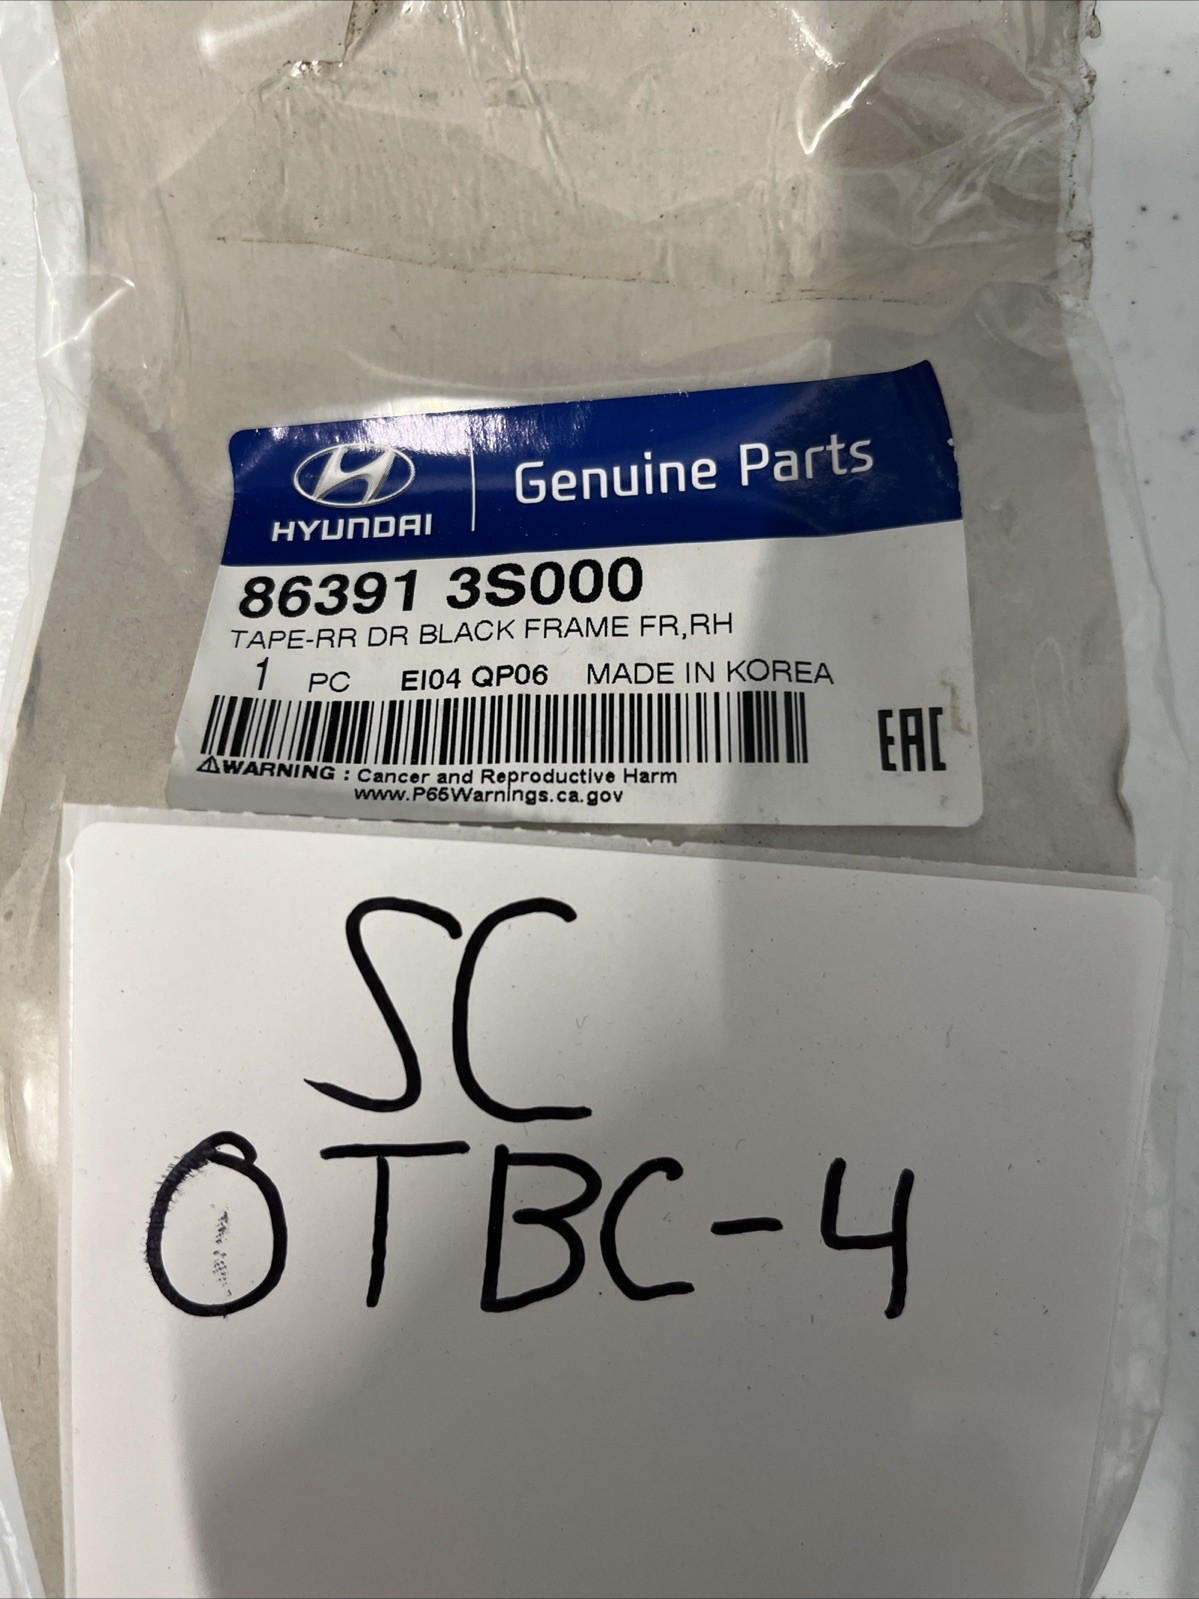 HYUNDAI
Genuine Parts
86391 3S000
TAPE-RR DR BLACK FRAME FR,RH
1 PC EI04 QP06 MADE IN KOREA
EAC
⚠WARNING : Cancer and Reproductive Harm
www.P65Warnings.ca.gov
SC
OTBC-4